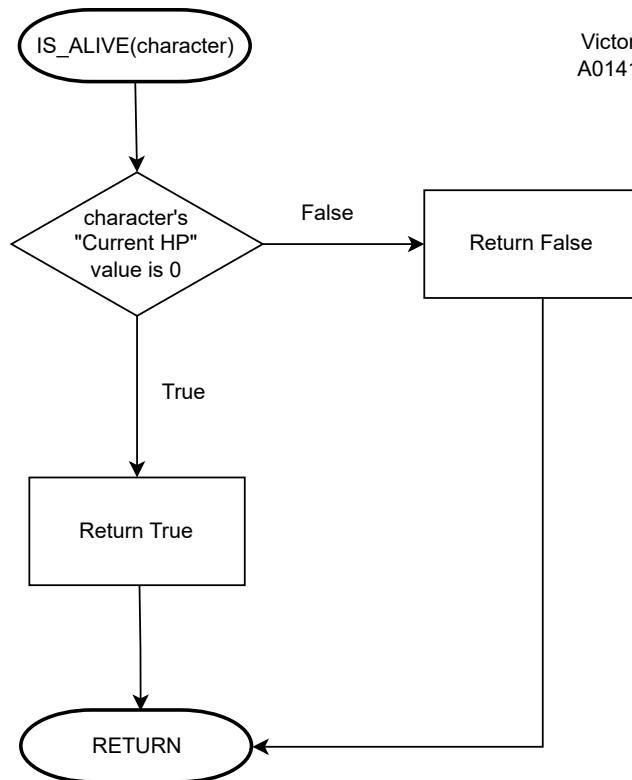 IS_ALIVE(character)
Victor
A0141
character's
"Current HP"
value is 0
False
Return False
True
Return True
RETURN